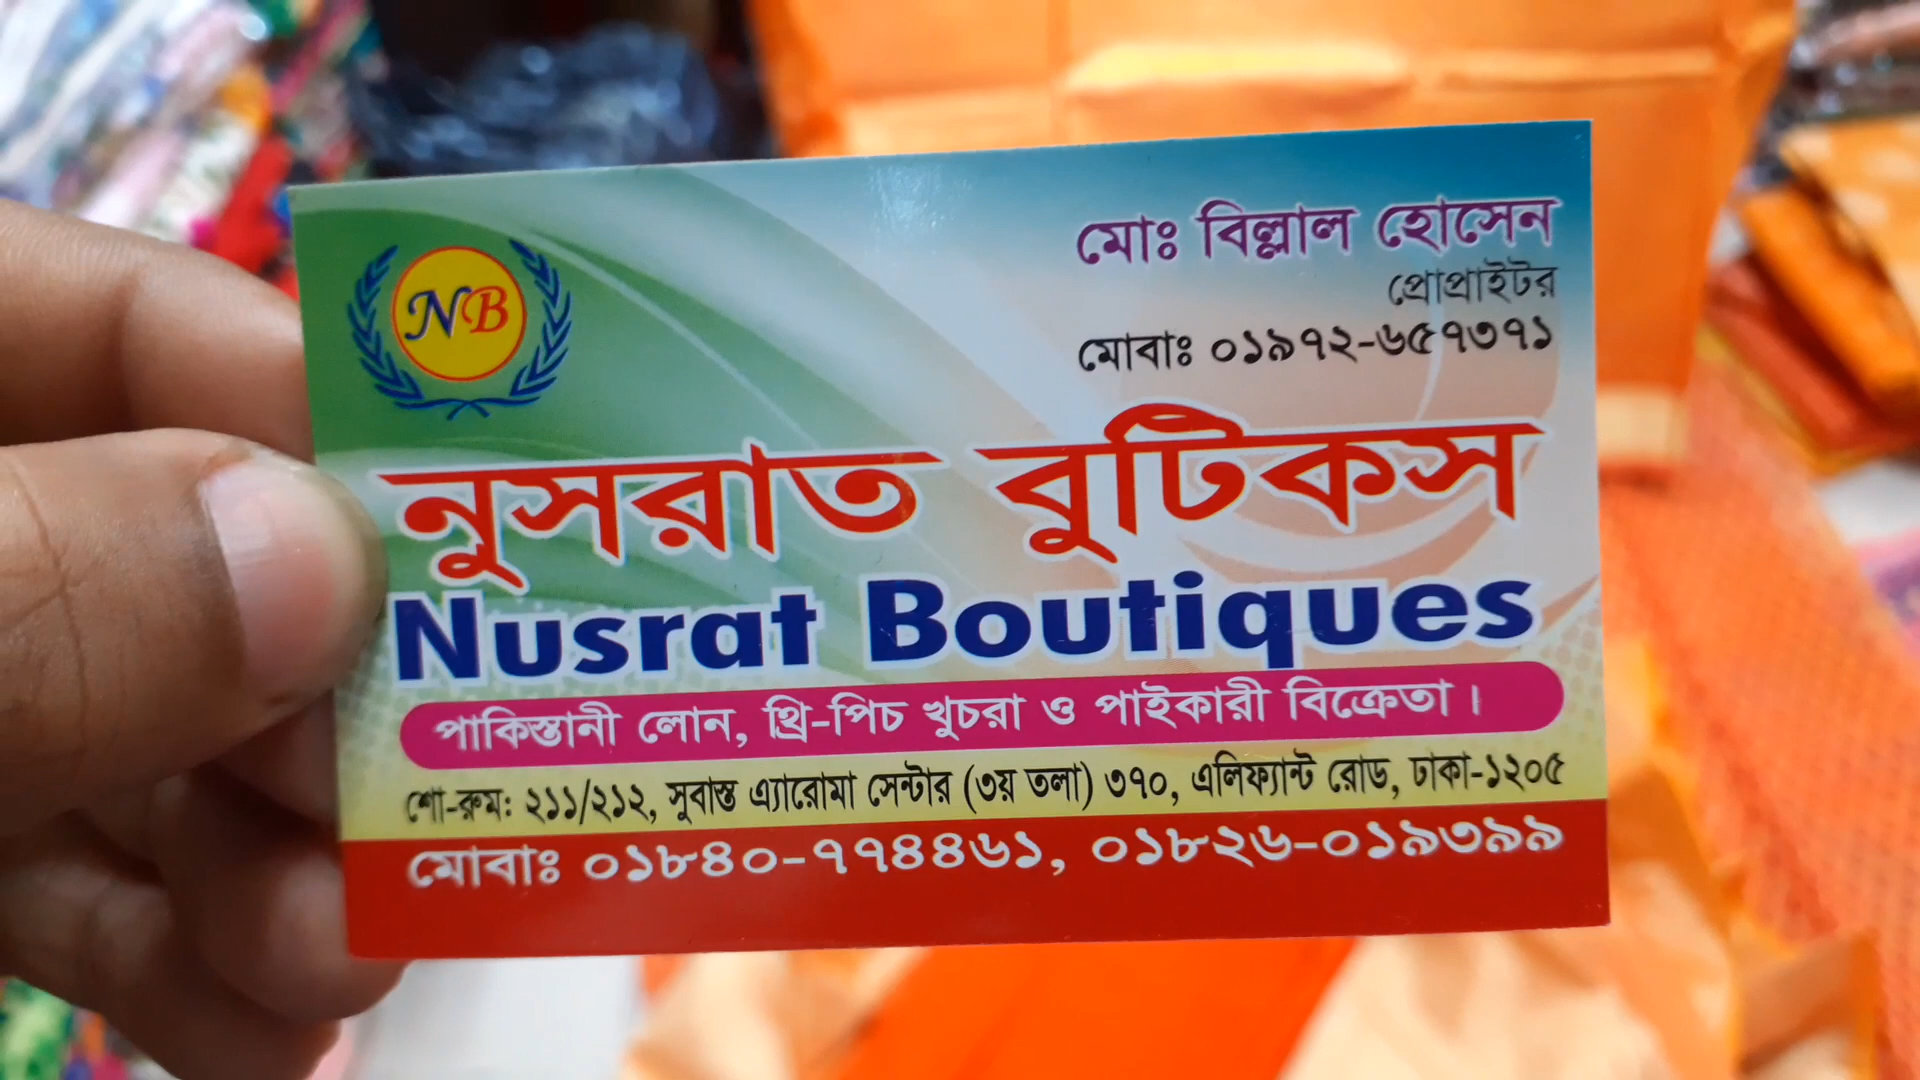 NB
মোঃ বিল্লাল হোসেন
প্রোপ্রাইটর
মোবাঃ ০১৯৭২-৬৫৭৩৭১
নুসরাত বুটিকস
Nusrat Boutiques
পাকিস্তানী লোন, থ্রি-পিচ খুচরা ও পাইকারী বিক্রেতা।
শো-রুম: ২১১/২১২, সুবাস্তু এ্যারোমা সেন্টার (৩য় তলা) ৩৭০, এলিফ্যান্ট রোড, ঢাকা-১২০৫
মোবাঃ ০১৮৪০-৭৭৪৪৬১, ০১৮২৬-০১৯৩৯৯